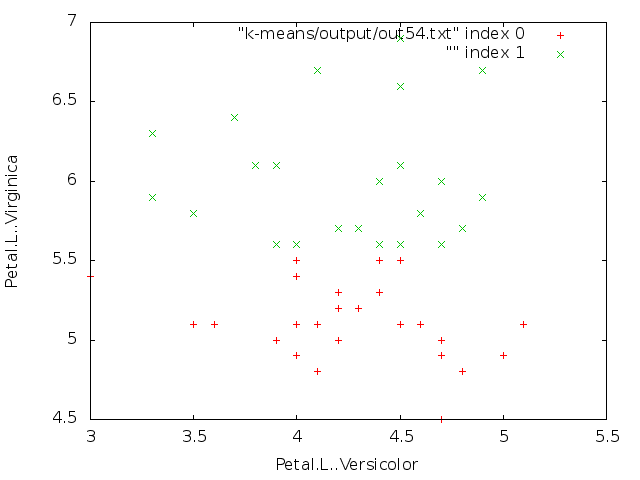 7
"k-means/output/out54.txt" index 0
"" index 1
6.5
6
5.5
5
4.5
3 3.5 4 4.5 5 5.5
Petal.L..Virginica
Petal.L..Versicolor